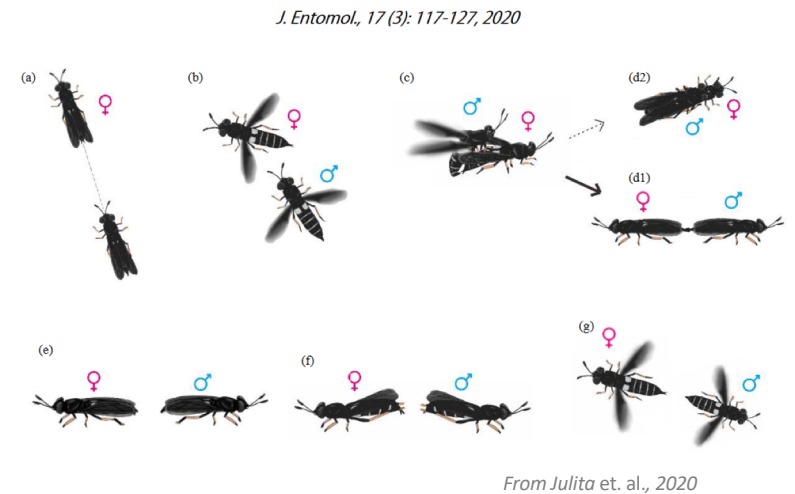 J. Entomol., 17 (3): 117-127, 2020
(a)
(b)
(c)
(d2)
♀
♀
♂
♂
♀
♂
♀
(d1)
♀
♂
(e)
(f)
(g)
♀
♂
♀
♂
♀
♂
From Julita et. al., 2020